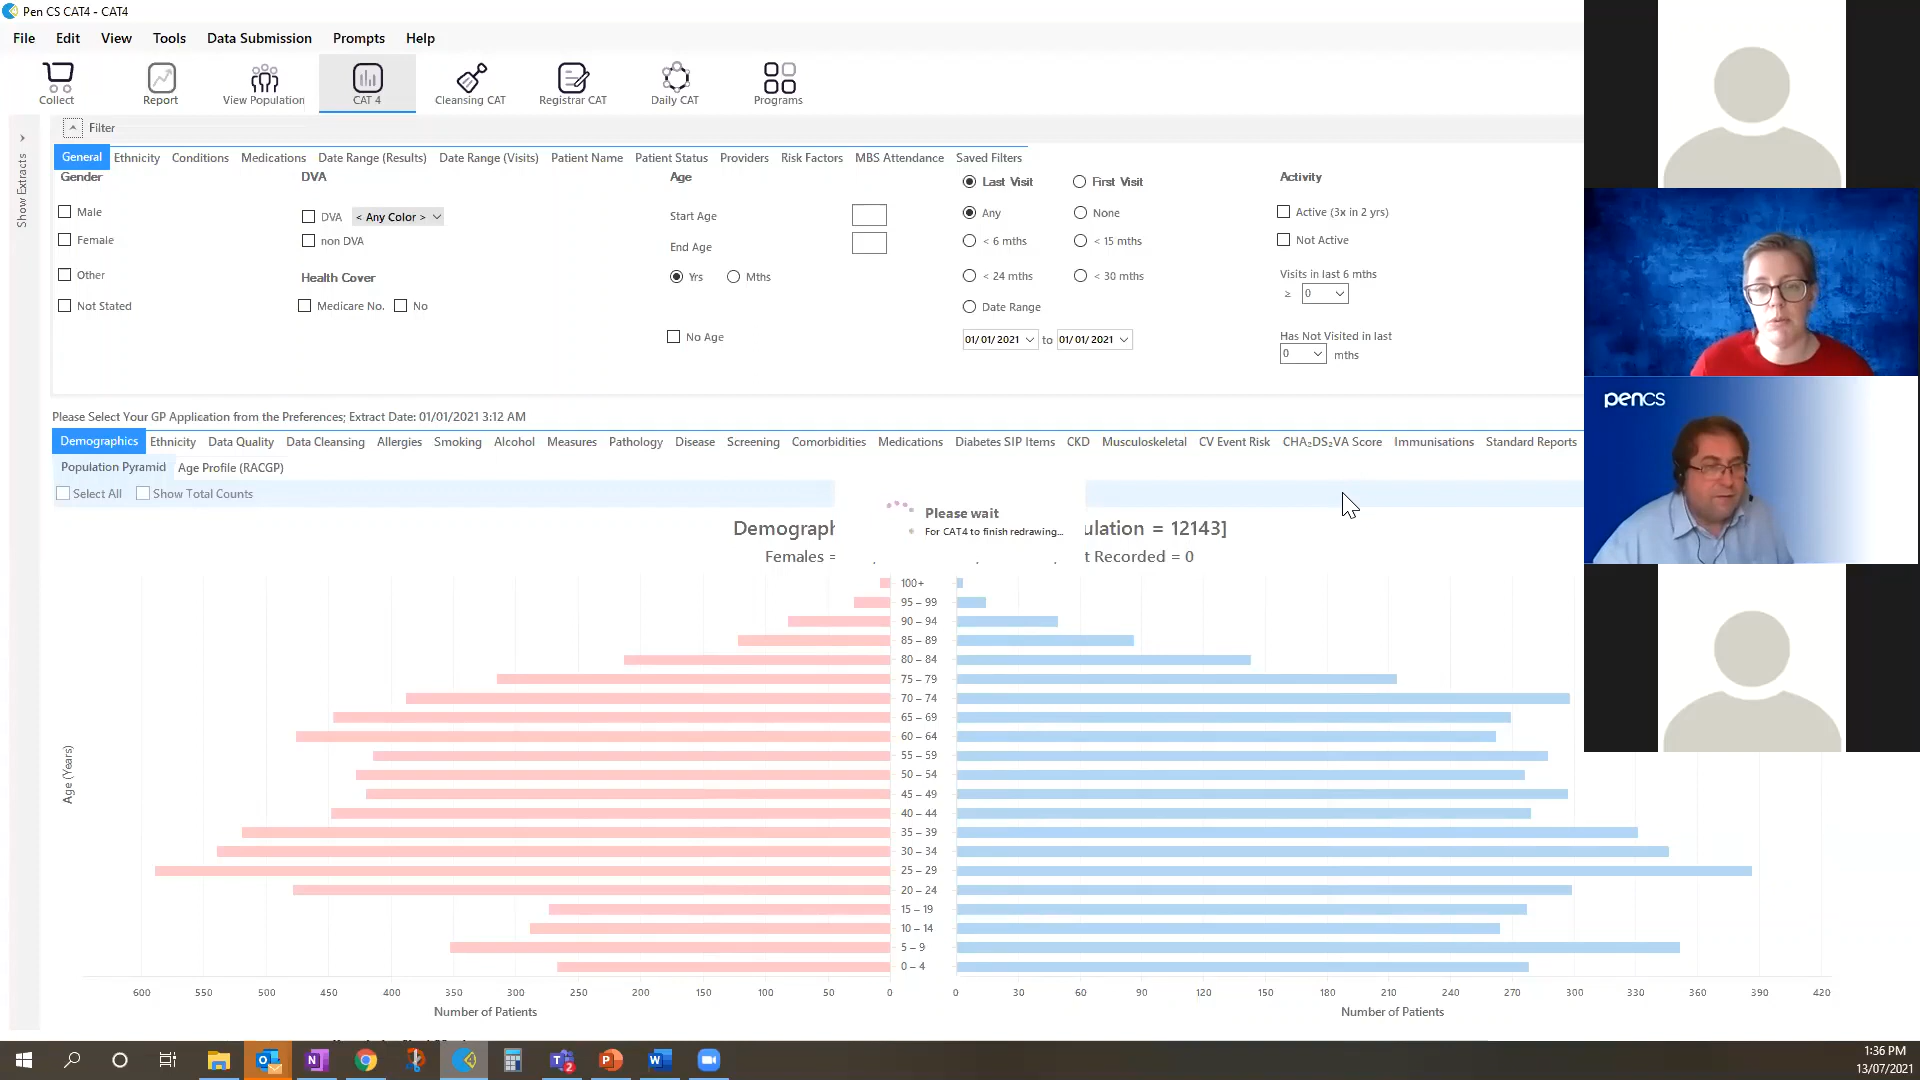 Pen CS CAT4 - CAT4
File Edit View Tools Data Submission Prompts Help
Collect Report View Population CAT 4 Cleansing CAT Registrar CAT Daily CAT Programs
Filter
General Ethnicity Conditions Medications Date Range (Results) Date Range (Visits) Patient Name Patient Status Providers Risk Factors MBS Attendance Saved Filters
Show Extracts
Gender DVA Age Last Visit First Visit Activity
Male DVA < Any Color > Start Age Any None Active (3x in 2 yrs)
Female non DVA End Age < 6 mths < 15 mths Not Active
Other Health Cover Yrs Mths < 24 mths < 30 mths Visits in last 6 mths
≥ 0
Not Stated Medicare No. No Date Range
No Age 01/01/2021 to 01/01/2021 Has Not Visited in last
0 mths
pencs
Please Select Your GP Application from the Preferences; Extract Date: 01/01/2021 3:12 AM
Demographics Ethnicity Data Quality Data Cleansing Allergies Smoking Alcohol Measures Pathology Disease Screening Comorbidities Medications Diabetes SIP Items CKD Musculoskeletal CV Event Risk CHA₂DS₂VA Score Immunisations Standard Reports
Population Pyramid Age Profile (RACGP)
Select All Show Total Counts
Please wait
For CAT4 to finish redrawing...
Demograph ulation = 12143]
Females = t Recorded = 0
100+
95 – 99
90 – 94
85 – 89
80 – 84
75 – 79
70 – 74
65 – 69
60 – 64
55 – 59
50 – 54
45 – 49
40 – 44
35 – 39
30 – 34
25 – 29
20 – 24
15 – 19
10 – 14
5 – 9
0 – 4
Age (Years)
600 550 500 450 400 350 300 250 200 150 100 50 0 0 30 60 90 120 150 180 210 240 270 300 330 360 390 420
Number of Patients Number of Patients
2
1:36 PM
13/07/2021